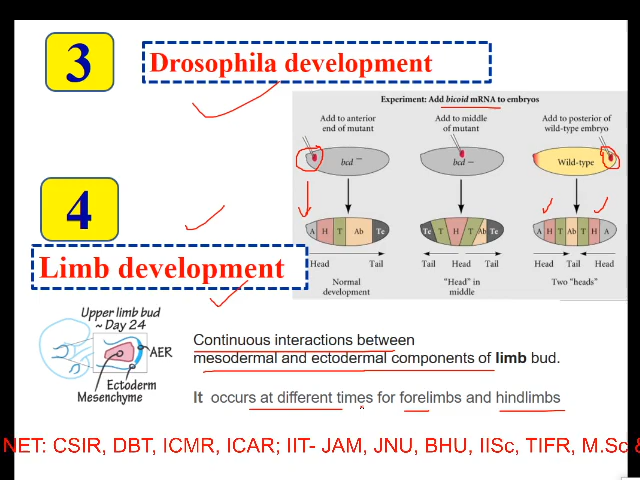 3
Drosophila development
Experiment: Add bicoid mRNA to embryos
Add to anterior end of mutant
Add to middle of mutant
Add to posterior of wild-type embryo
bcd –
bcd –
Wild-type
A H T Ab Te
Te T H T Ab Te
A H T Ab T H A
Head Tail
Tail Head Tail
Head Tail Head
Normal development
"Head" in middle
Two "heads"
4
Limb development
Upper limb bud
~ Day 24
AER
Ectoderm
Mesenchyme
Continuous interactions between
mesodermal and ectodermal components of limb bud.
It occurs at different times for forelimbs and hindlimbs
NET: CSIR, DBT, ICMR, ICAR; IIT- JAM, JNU, BHU, IISc, TIFR, M.Sc &